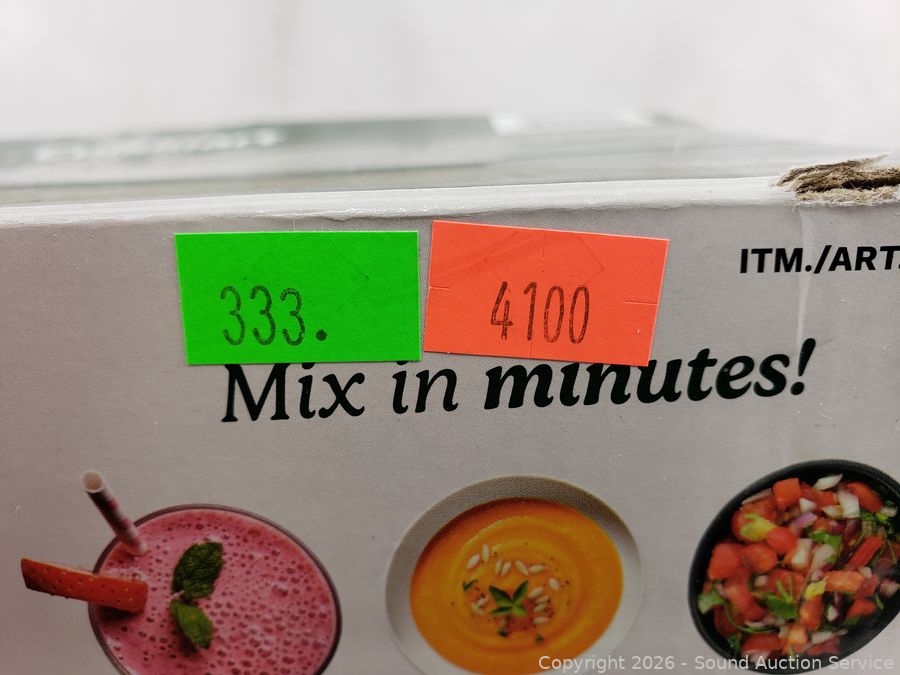 333.
4100
ITM./ART.
Mix in minutes!
Copyright 2026 - Sound Auction Service